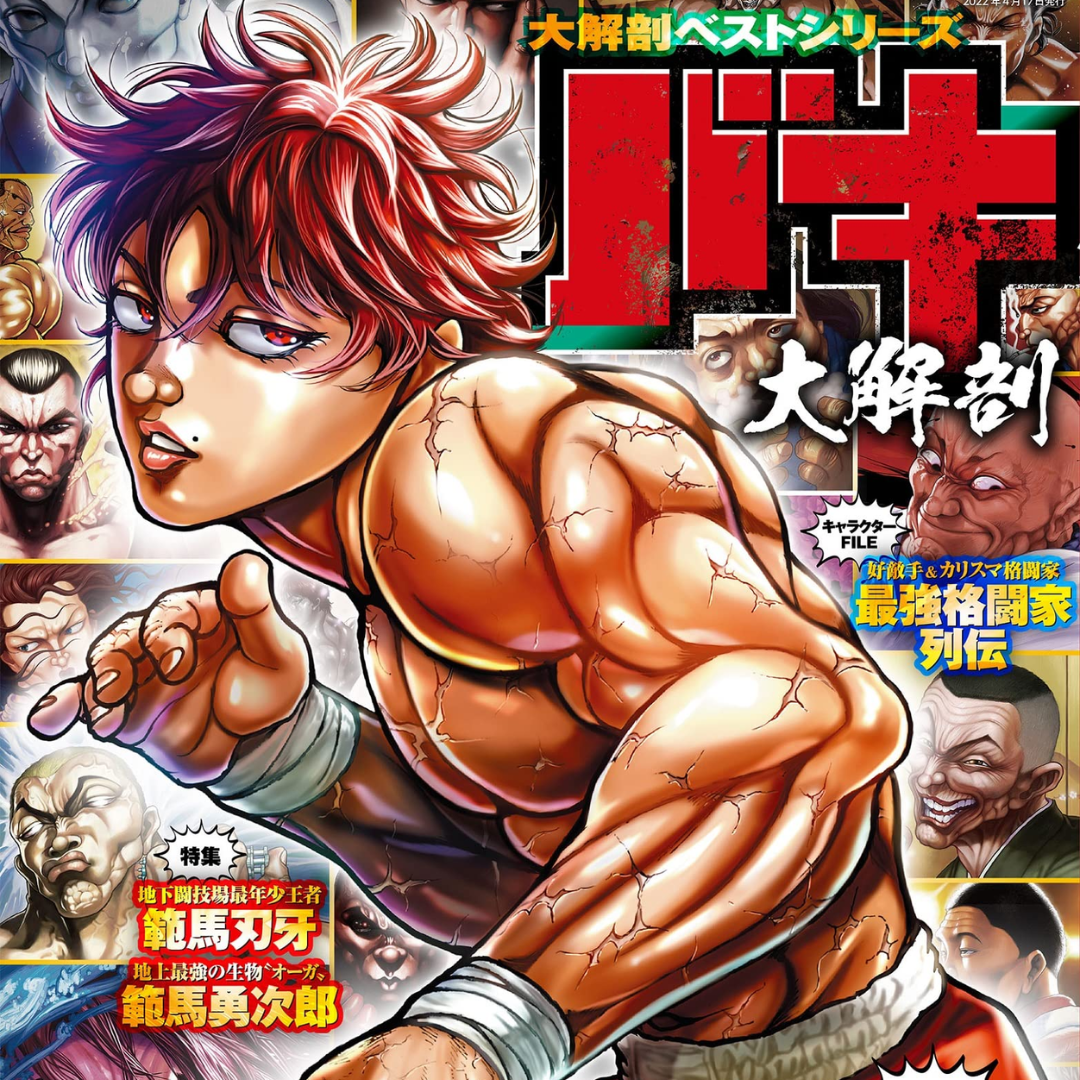 2022年4月17日発行
大解剖ベストシリーズ
バキ
大解剖
キャラクター
FILE
好敵手&カリスマ格闘家
最強格闘家
列伝
特集
地下闘技場最年少王者
範馬刃牙
地上最強の生物〝オーガ〟
範馬勇次郎